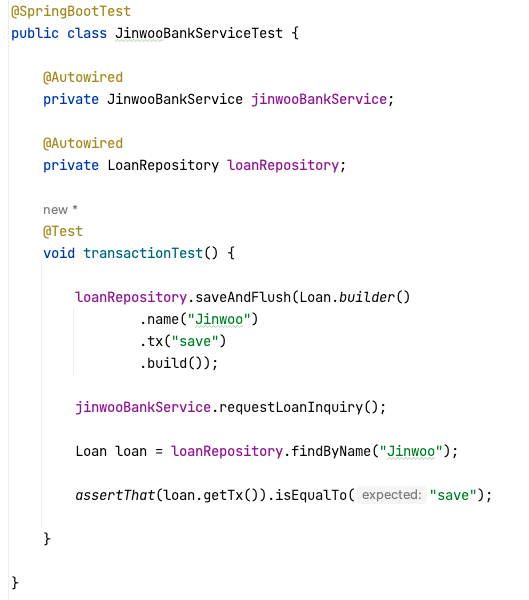 @SpringBootTest
public class JinwooBankServiceTest {
@Autowired
private JinwooBankService jinwooBankService;
@Autowired
private LoanRepository loanRepository;
new *
@Test
void transactionTest() {
loanRepository.saveAndFlush(Loan.builder()
.name("Jinwoo")
.tx("save")
.build());
jinwooBankService.requestLoanInquiry();
Loan loan = loanRepository.findByName("Jinwoo");
assertThat(loan.getTx()).isEqualTo( expected: "save");
}
}